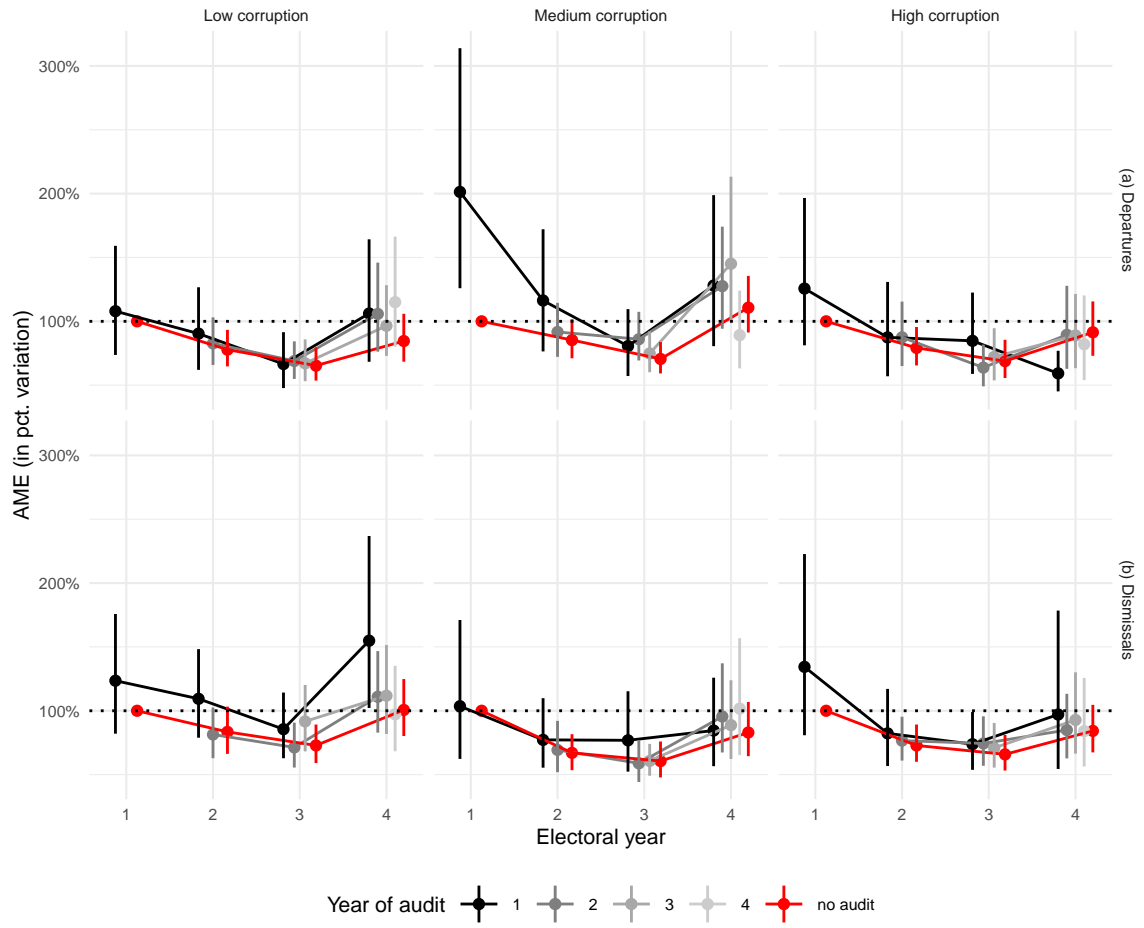 Low corruption
Medium corruption
High corruption
300%
200%
100%
(a) Departures
AME (in pct. variation)
300%
200%
100%
(b) Dismissals
1 2 3 4
1 2 3 4
1 2 3 4
Electoral year
Year of audit 1 2 3 4 no audit